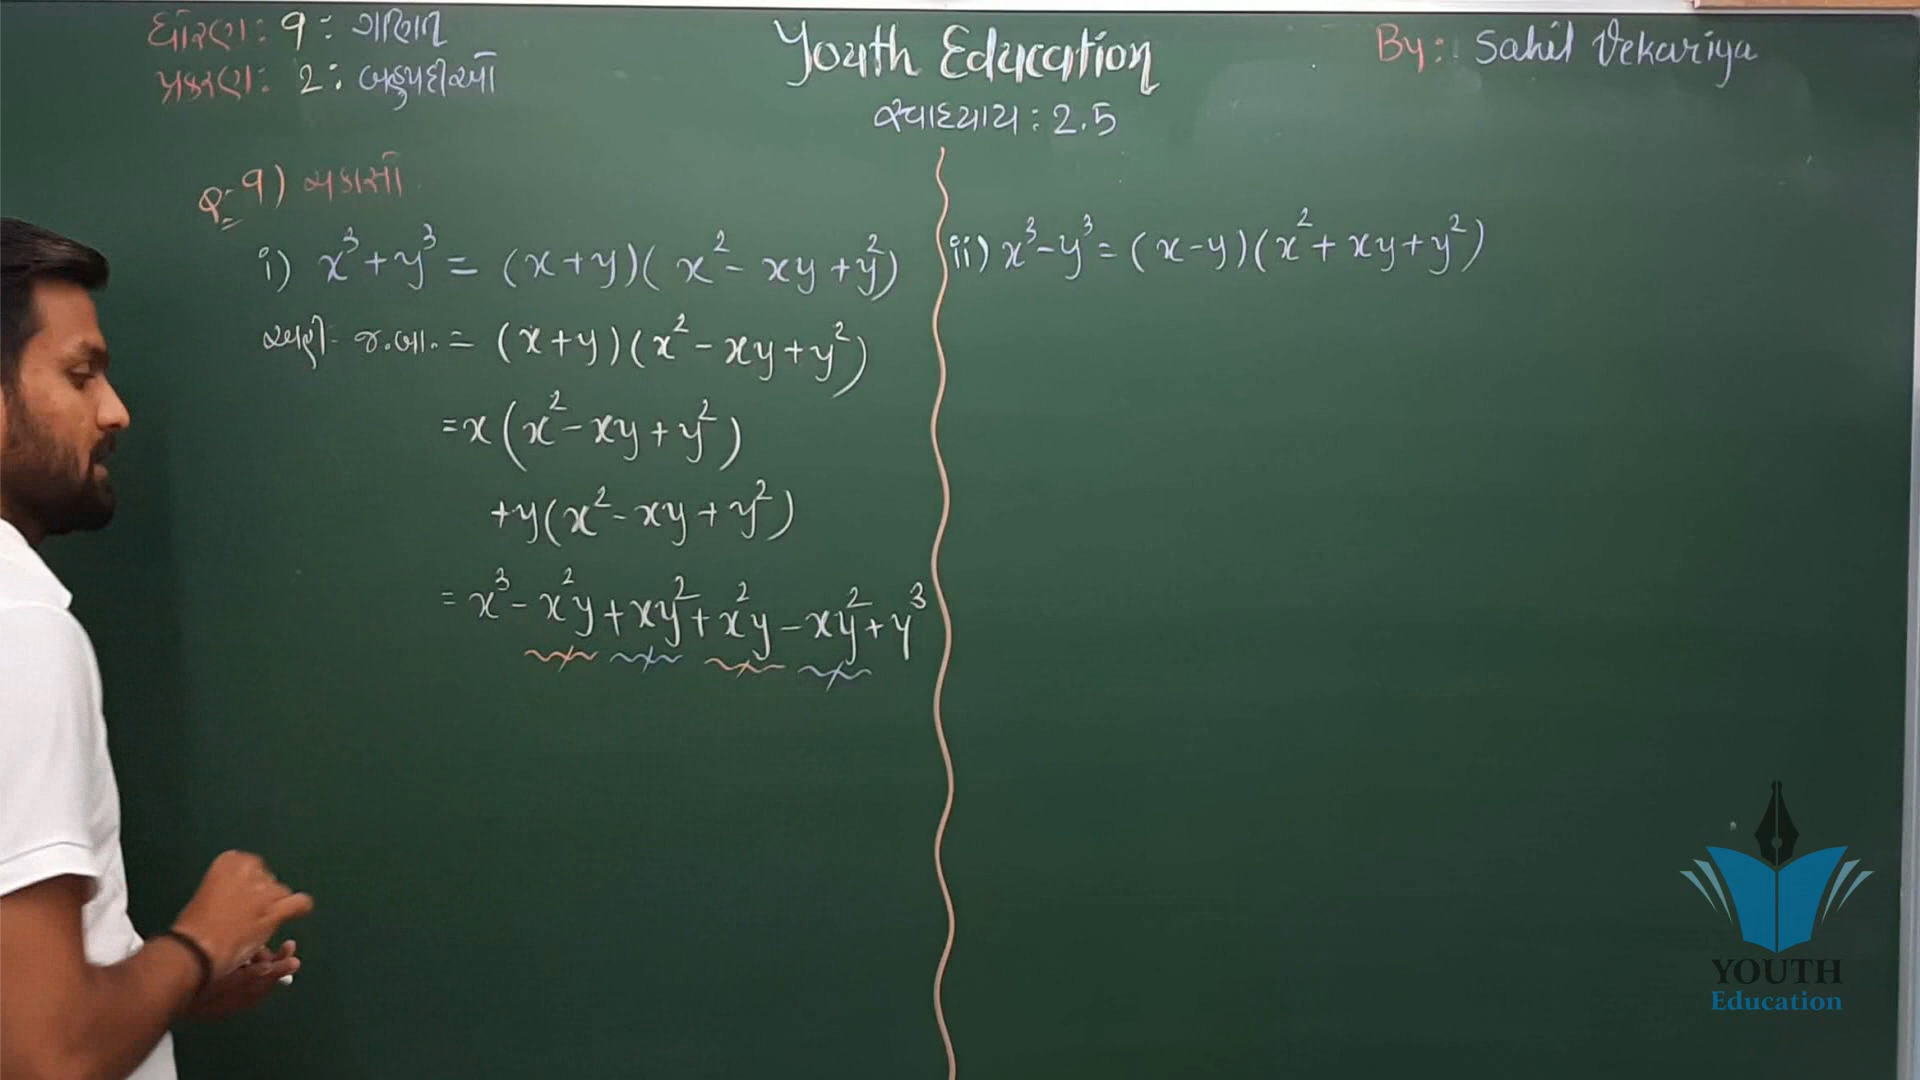 ધોરણ : 9 : ગણિત
પ્રકરણ : 2 : બહુપદીઓ
Youth Education
સ્વાધ્યાય : 2.5
By : Sahil Vekariya
Q-9) ચકાસો
i) x³+y³ = (x+y)(x²-xy+y²)
જ.બા. = (x+y)(x²-xy+y²)
=x(x²-xy+y²)
+y(x²-xy+y²)
= x³-x²y+xy²+x²y-xy²+y³
ii) x³-y³= (x-y)(x²+xy+y²)
YOUTH
Education